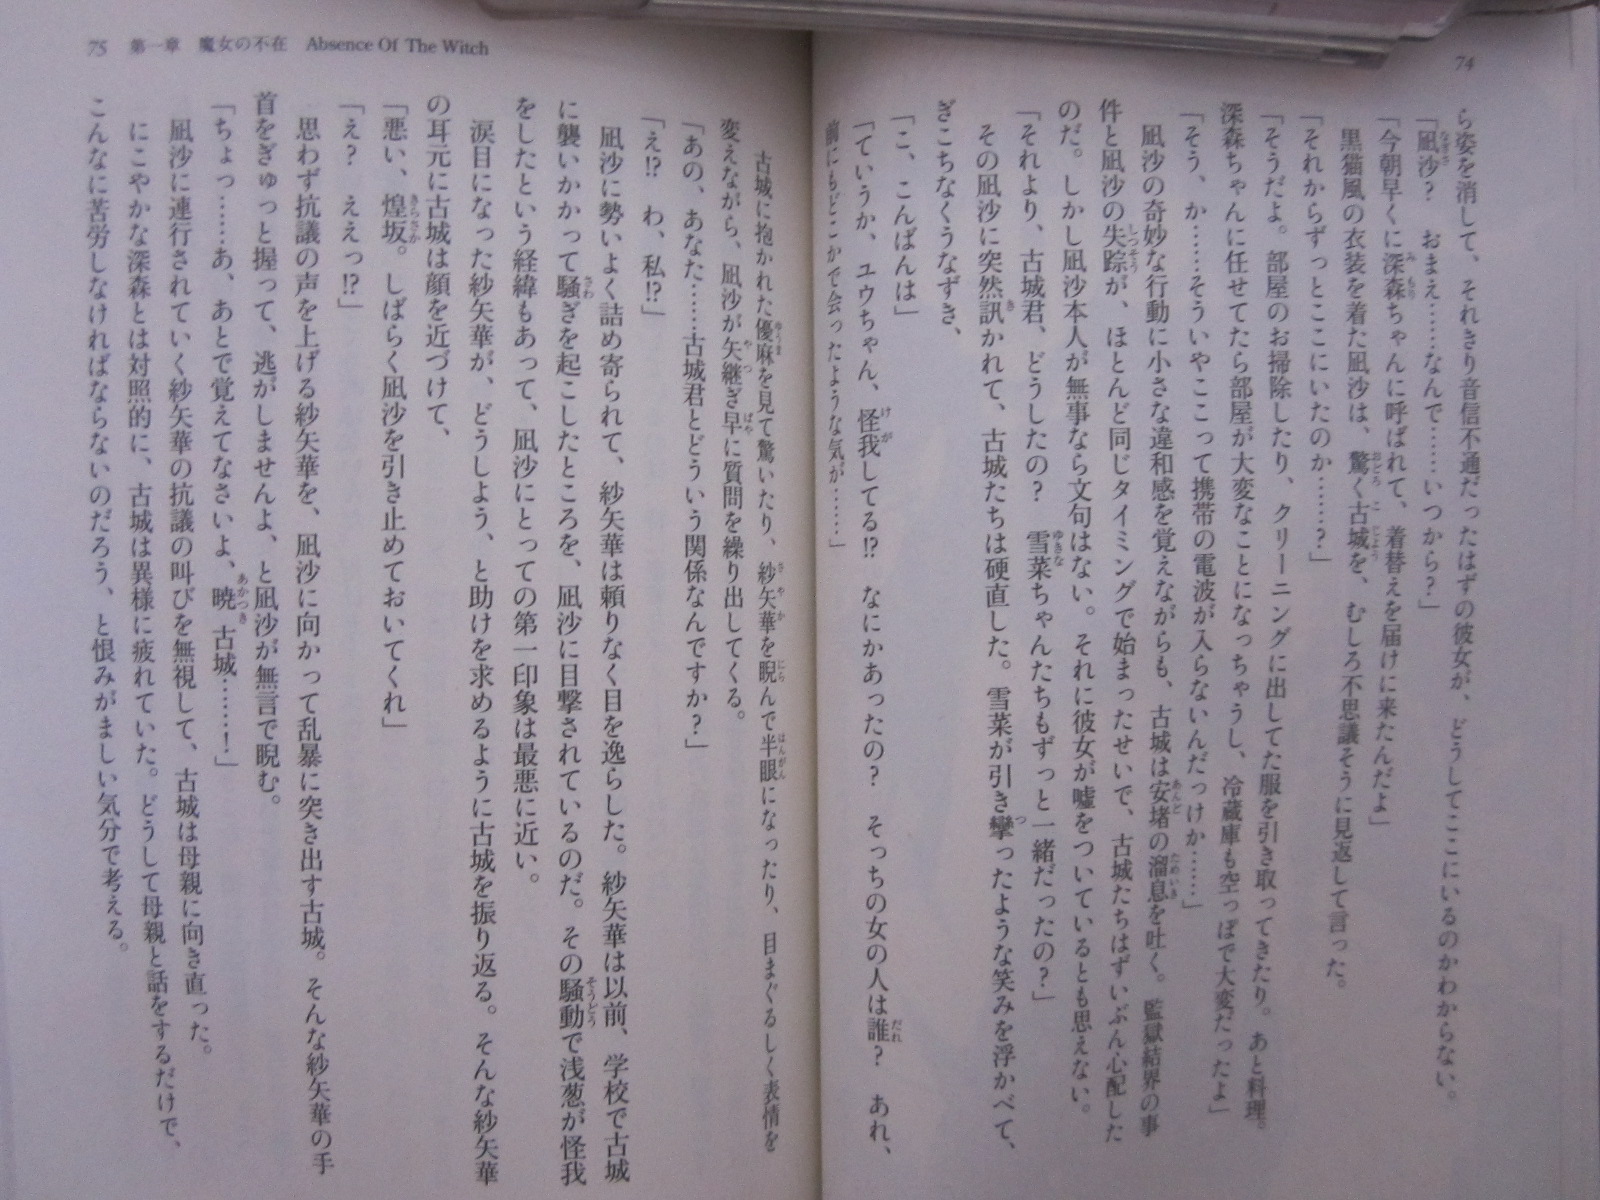 74
ら姿を消して、それきり音信不通だったはずの彼女が、どうしてここにいるのかわからない。
「凪沙？　おまえ……なんで……いつから？」
「今朝早くに深森ちゃんに呼ばれて、着替えを届けに来たんだよ」
黒猫風の衣装を着た凪沙は、驚く古城を、むしろ不思議そうに見返して言った。
「それからずっとここにいたのか……？」
「そうだよ。部屋のお掃除したり、クリーニングに出してた服を引き取ってきたり。あと料理。
深森ちゃんに任せてたら部屋が大変なことになっちゃうし、冷蔵庫も空っぽで大変だったよ」
「そう、か……そういやここって携帯の電波が入らないんだっけか……」
凪沙の奇妙な行動に小さな違和感を覚えながらも、古城は安堵の溜息を吐く。監獄結界の事
件と凪沙の失踪が、ほとんど同じタイミングで始まったせいで、古城たちはずいぶん心配した
のだ。しかし凪沙本人が無事なら文句はない。それに彼女が嘘をついているとも思えない。
「それより、古城君、どうしたの？　雪菜ちゃんたちもずっと一緒だったの？」
その凪沙に突然訊かれて、古城たちは硬直した。雪菜が引き攣ったような笑みを浮かべて、
ぎこちなくうなずき、
「こ、こんばんは」
「ていうか、ユウちゃん、怪我してる!?　なにかあったの？　そっちの女の人は誰？　あれ、
前にもどこかで会ったような気が……」
75　第一章　魔女の不在　Absence Of The Witch
古城に抱かれた優麻を見て驚いたり、紗矢華を睨んで半眼になったり、目まぐるしく表情を
変えながら、凪沙が矢継ぎ早に質問を繰り出してくる。
「あの、あなた……古城君とどういう関係なんですか？」
「え!?　わ、私!?」
凪沙に勢いよく詰め寄られて、紗矢華は頼りなく目を逸らした。紗矢華は以前、学校で古城
に襲いかかって騒ぎを起こしたところを、凪沙に目撃されているのだ。その騒動で浅葱が怪我
をしたという経緯もあって、凪沙にとっての第一印象は最悪に近い。
涙目になった紗矢華が、どうしよう、と助けを求めるように古城を振り返る。そんな紗矢華
の耳元に古城は顔を近づけて、
「悪い、煌坂。しばらく凪沙を引き止めておいてくれ」
「え？　ええっ!?」
思わず抗議の声を上げる紗矢華を、凪沙に向かって乱暴に突き出す古城。そんな紗矢華の手
首をぎゅっと握って、逃がしませんよ、と凪沙が無言で睨む。
「ちょっ……あ、あとで覚えてなさいよ、暁古城……！」
凪沙に連行されていく紗矢華の抗議の叫びを無視して、古城は母親に向き直った。
にこやかな深森とは対照的に、古城は異様に疲れていた。どうして母親と話をするだけで、
こんなに苦労しなければならないのだろう、と恨みがましい気分で考える。